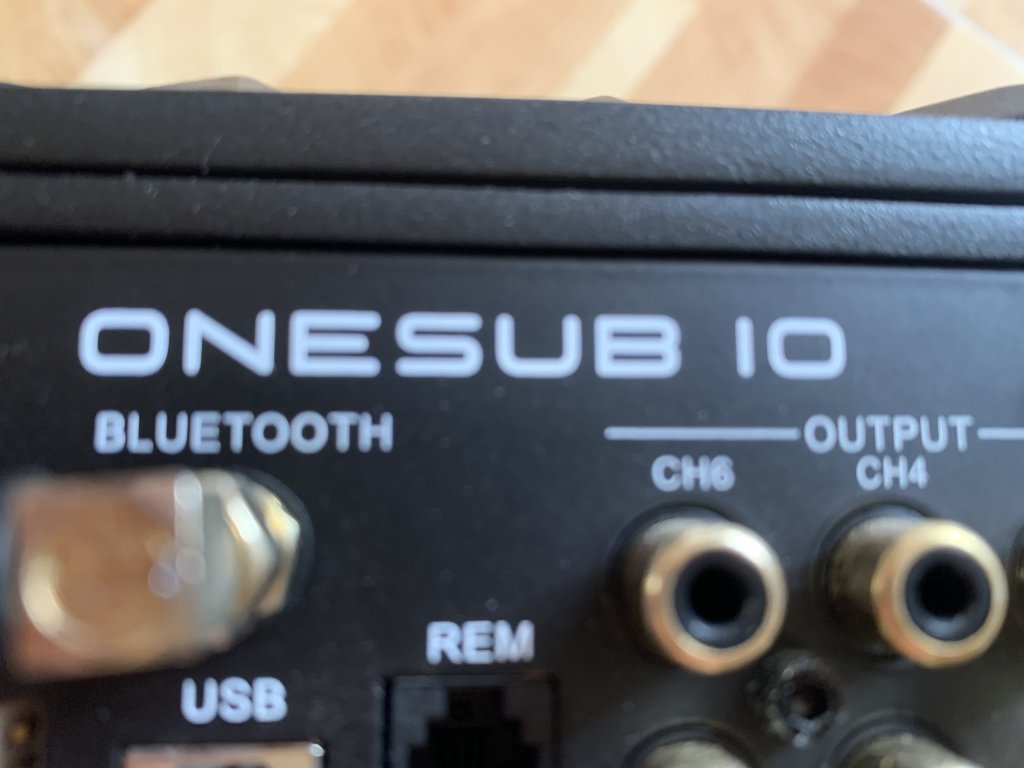 ONESUB 10
BLUETOOTH
OUTPUT
CH6 CH4
REM
USB